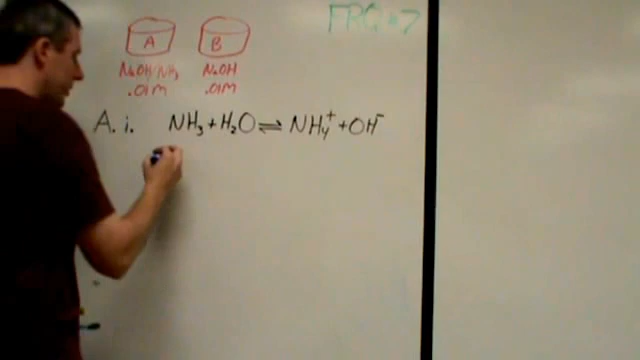 FRQ #7
A
B
NaOH/NH₃
.01M
NaOH
.01M
A. i. NH₃ + H₂O ⇌ NH₄⁺ + OH⁻